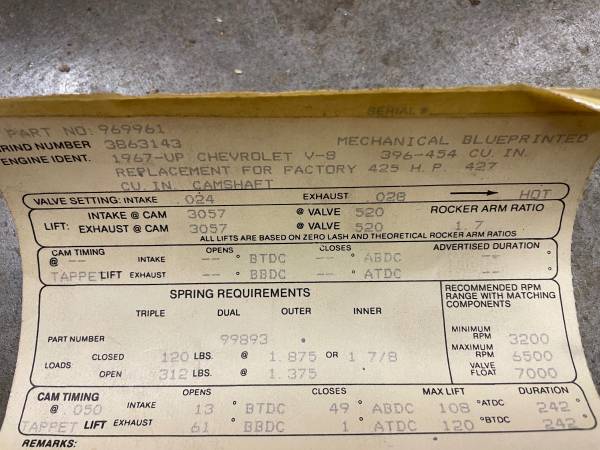 SERIAL #
PART NO: 969961
GRIND NUMBER 3863143 MECHANICAL BLUEPRINTED
ENGINE IDENT. 1967-UP CHEVROLET V-8 396-454 CU. IN.
REPLACEMENT FOR FACTORY 425 H.P. 427
CU. IN. CAMSHAFT
VALVE SETTING: INTAKE .024 EXHAUST .028 HOT
LIFT: INTAKE @ CAM 3057 @ VALVE 520 ROCKER ARM RATIO
EXHAUST @ CAM 3057 @ VALVE 520 1.7
ALL LIFTS ARE BASED ON ZERO LASH AND THEORETICAL ROCKER ARM RATIOS
CAM TIMING OPENS CLOSES ADVERTISED DURATION
@ -- INTAKE -- ° BTDC -- ° ABDC -- °
TAPPET LIFT EXHAUST -- ° BBDC -- ° ATDC -- °
SPRING REQUIREMENTS RECOMMENDED RPM RANGE WITH MATCHING COMPONENTS
TRIPLE DUAL OUTER INNER
PART NUMBER 99893 MINIMUM RPM 3200
LOADS CLOSED 120 LBS. @ 1.875 OR 1 7/8 MAXIMUM RPM 6500
OPEN 312 LBS. @ 1.375 VALVE FLOAT 7000
CAM TIMING OPENS CLOSES MAX LIFT DURATION
@ .050 INTAKE 13 ° BTDC 49 ° ABDC 108 °ATDC 242 °
TAPPET LIFT EXHAUST 61 ° BBDC 1 ° ATDC 120 °BTDC 242 °
REMARKS: